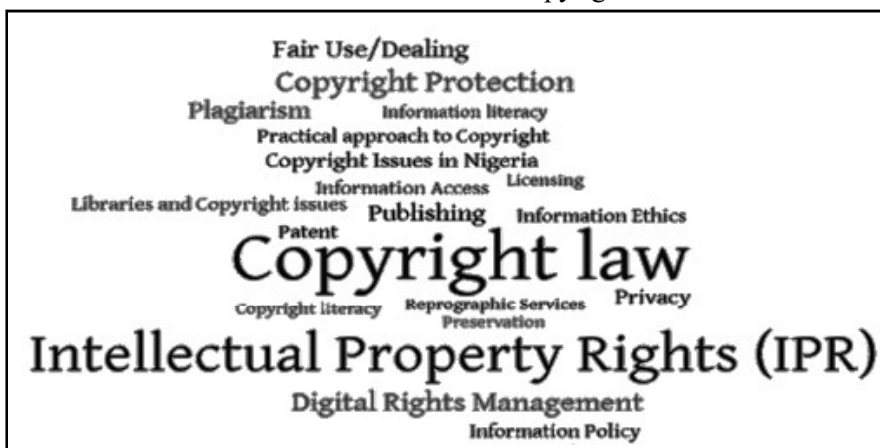 Fair Use/Dealing
Copyright Protection
Plagiarism Information literacy
Practical approach to Copyright
Copyright Issues in Nigeria
Information Access Licensing
Libraries and Copyright issues Publishing Information Ethics
Patent
Copyright law
Copyright literacy Reprographic Services Privacy
Preservation
Intellectual Property Rights (IPR)
Digital Rights Management
Information Policy